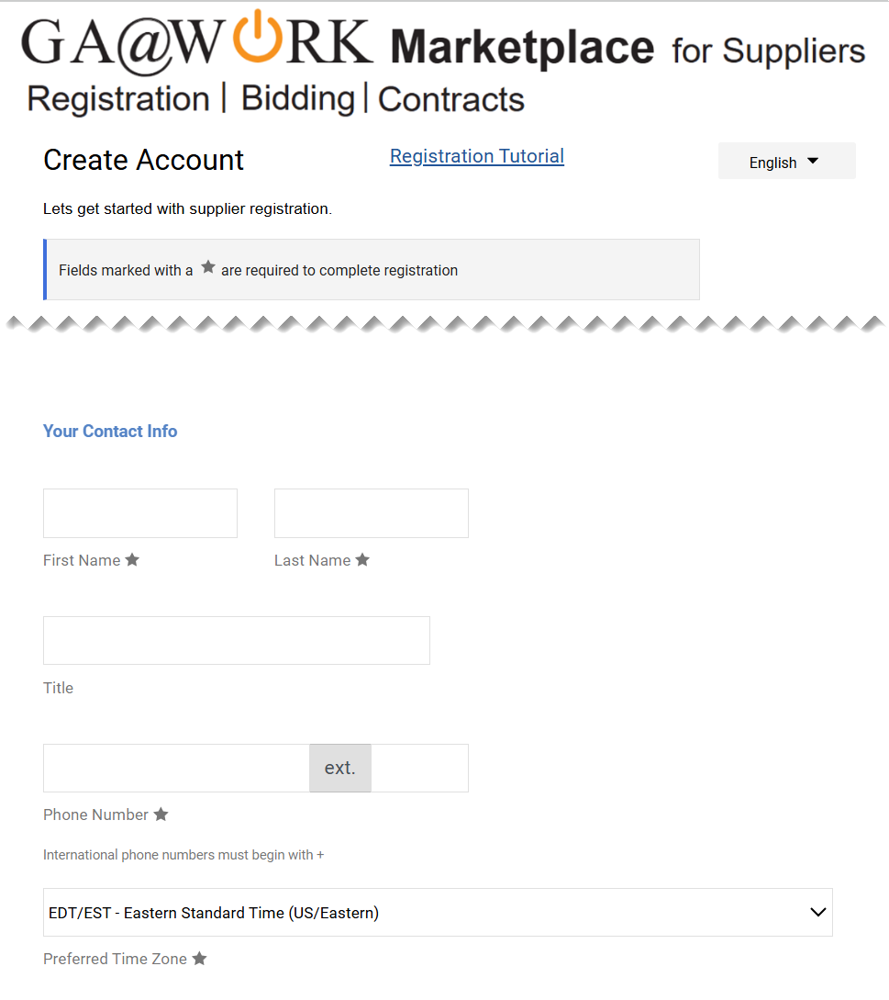 GA@WORK Marketplace for Suppliers
Registration | Bidding | Contracts
Create Account
Registration Tutorial
English
Lets get started with supplier registration.
Fields marked with a ★ are required to complete registration
Your Contact Info
First Name ★
Last Name ★
Title
ext.
Phone Number ★
International phone numbers must begin with +
EDT/EST - Eastern Standard Time (US/Eastern)
Preferred Time Zone ★